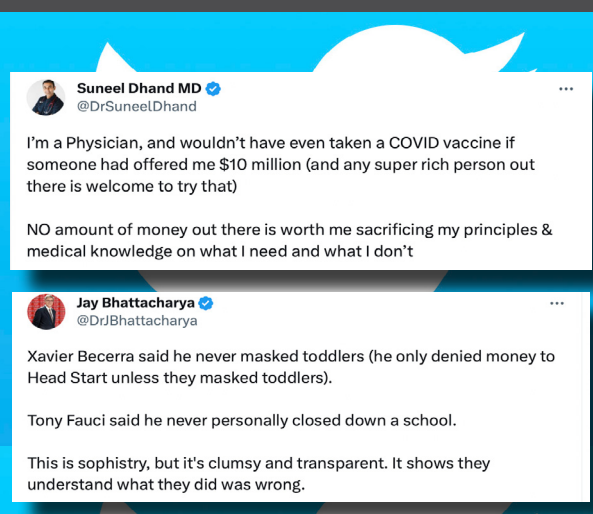 Suneel Dhand MD
@DrSuneelDhand
I’m a Physician, and wouldn’t have even taken a COVID vaccine if
someone had offered me $10 million (and any super rich person out
there is welcome to try that)
NO amount of money out there is worth me sacrificing my principles &
medical knowledge on what I need and what I don’t
Jay Bhattacharya
@DrJBhattacharya
Xavier Becerra said he never masked toddlers (he only denied money to
Head Start unless they masked toddlers).
Tony Fauci said he never personally closed down a school.
This is sophistry, but it's clumsy and transparent. It shows they
understand what they did was wrong.